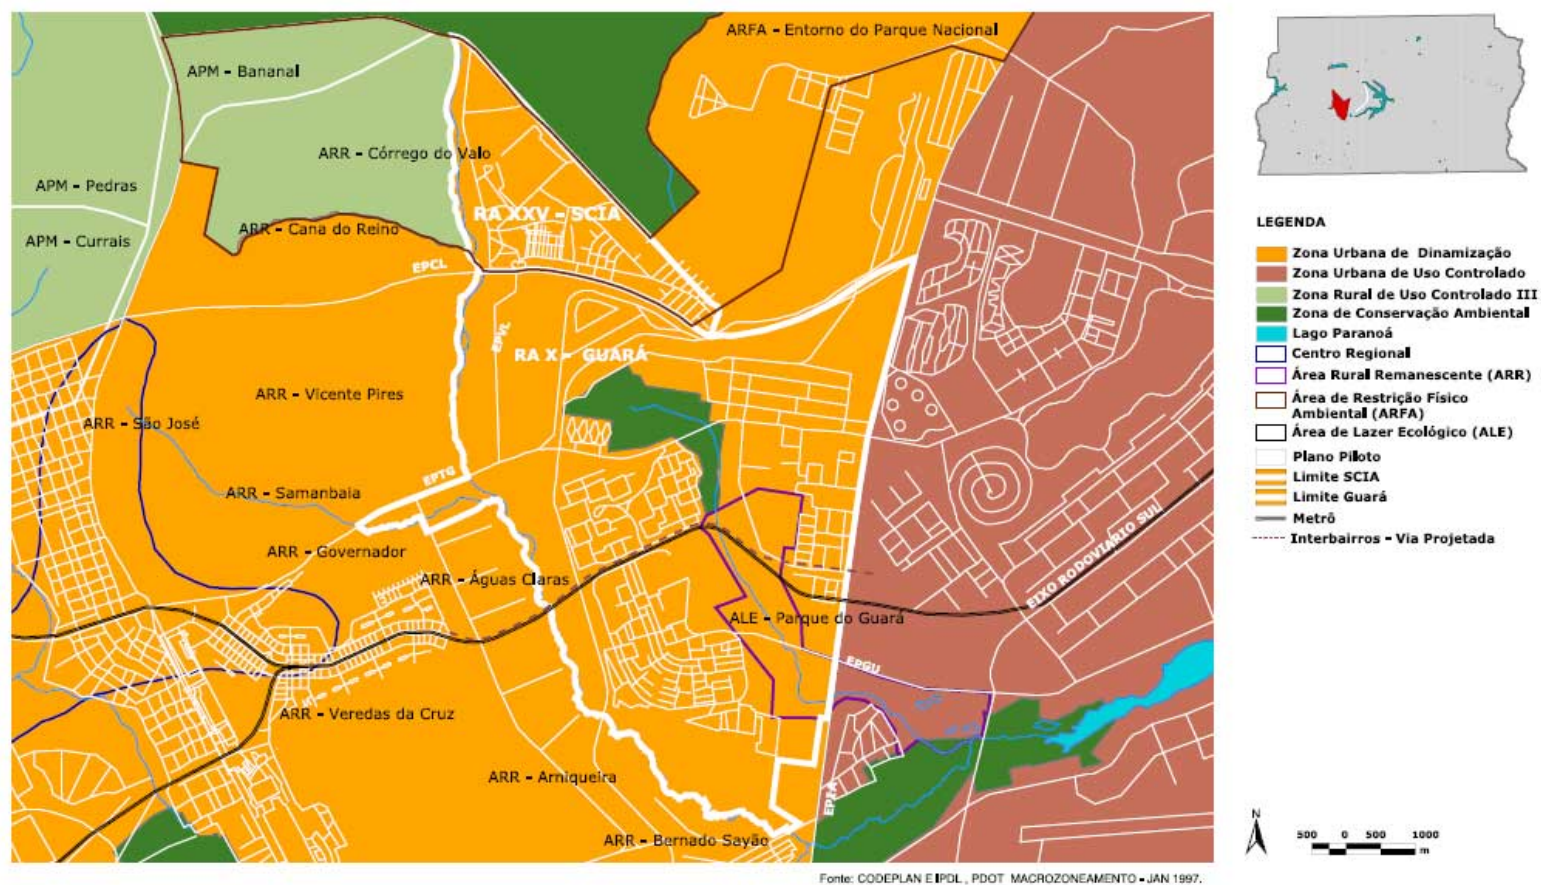 ARFA - Entorno do Parque Nacional
APM - Bananal
ARR - Córrego do Valo
APM - Pedras
RA XXV - SCIA
ARR - Cana do Reino
APM - Currais
EPCL
EPVL
RA X - GUARÁ
ARR - Vicente Pires
ARR - São José
EPTG
ARR - Samanbaia
EIXO RODOVIÁRIO SUL
ARR - Governador
ARR - Águas Claras
ALE - Parque do Guará
EPGU
ARR - Veredas da Cruz
ARR - Arniqueira
EPIA
ARR - Bernado Sayão
LEGENDA
Zona Urbana de Dinamização
Zona Urbana de Uso Controlado
Zona Rural de Uso Controlado III
Zona de Conservação Ambiental
Lago Paranoá
Centro Regional
Área Rural Remanescente (ARR)
Área de Restrição Físico
Ambiental (ARFA)
Área de Lazer Ecológico (ALE)
Plano Piloto
Limite SCIA
Limite Guará
Metrô
Interbairros - Via Projetada
N
500 0 500 1000
m
Fonte: CODEPLAN E IPDL , PDOT MACROZONEAMENTO - JAN 1997.